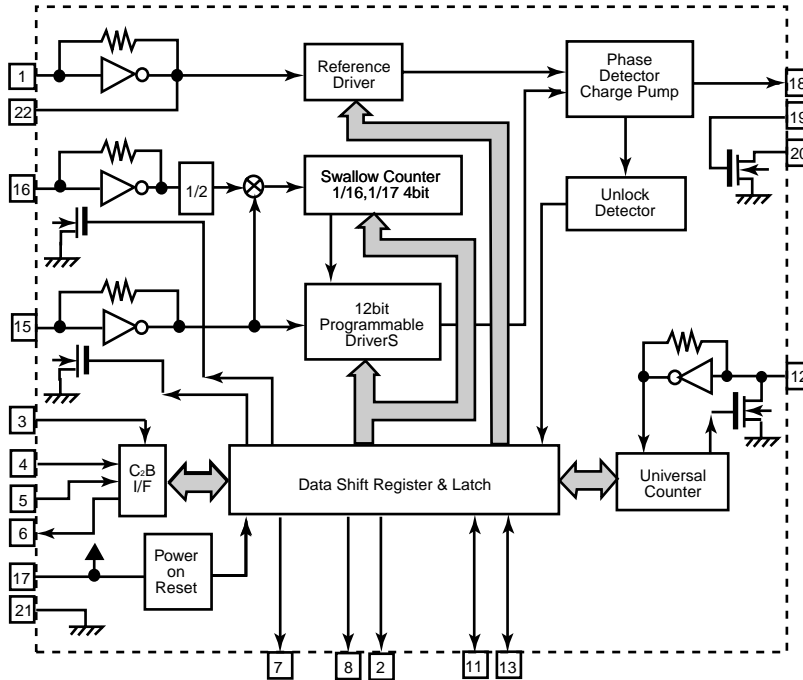 1
Reference
Driver
Phase
Detector
Charge Pump
18
22
19
20
16
1/2
Swallow Counter
1/16,1/17 4bit
Unlock
Detector
15
12bit
Programmable
DriverS
12
3
4
C2B
I/F
5
6
Data Shift Register & Latch
Universal
Counter
17
Power
on
Reset
21
7
8
2
11
13